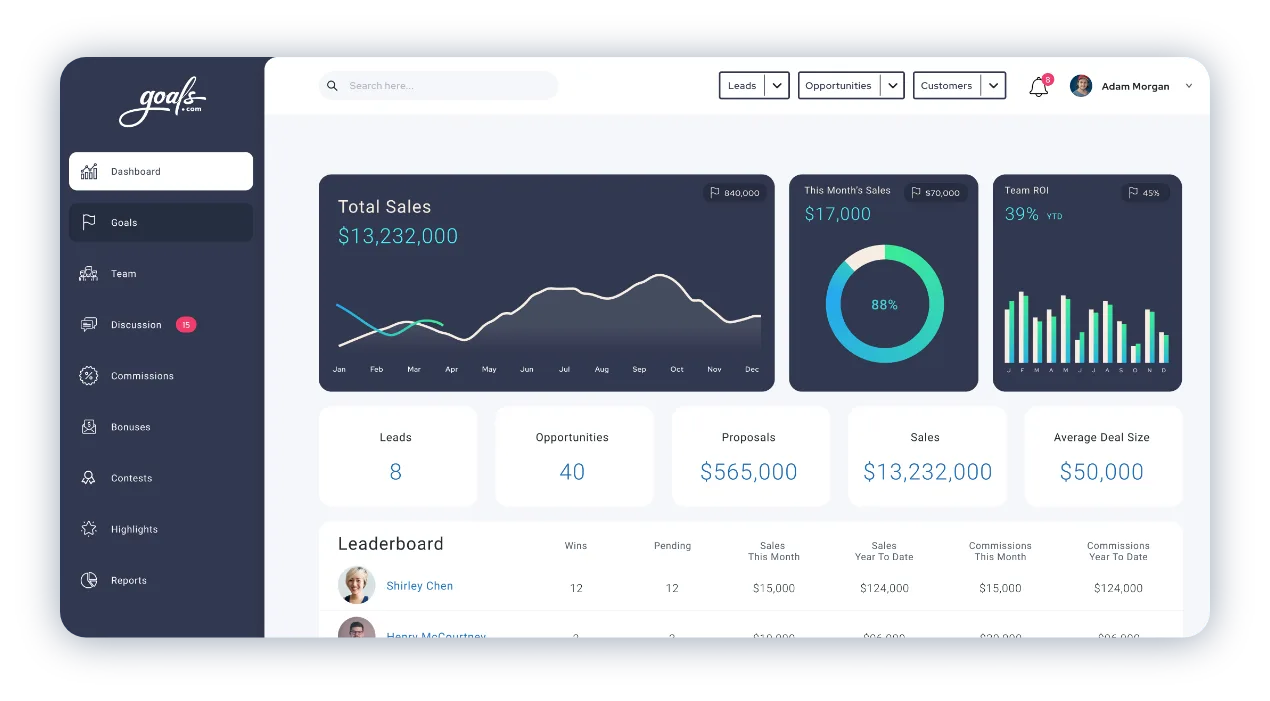 goals
.com
Search here...
Leads
Opportunities
Customers
8
Adam Morgan
Dashboard
Goals
Team
Discussion 15
Commissions
Bonuses
Contests
Highlights
Reports
Total Sales
$13,232,000
840,000
Jan Feb Mar Apr May Jun Jul Aug Sep Oct Nov Dec
This Month's Sales
$70,000
$17,000
88%
Team ROI
45%
39% YTD
J F M A M J J A S O N D
Leads
8
Opportunities
40
Proposals
$565,000
Sales
$13,232,000
Average Deal Size
$50,000
Leaderboard
Wins
Pending
Sales
This Month
Sales
Year To Date
Commissions
This Month
Commissions
Year To Date
Shirley Chen 12 12 $15,000 $124,000 $15,000 $124,000
Henry McCourtney